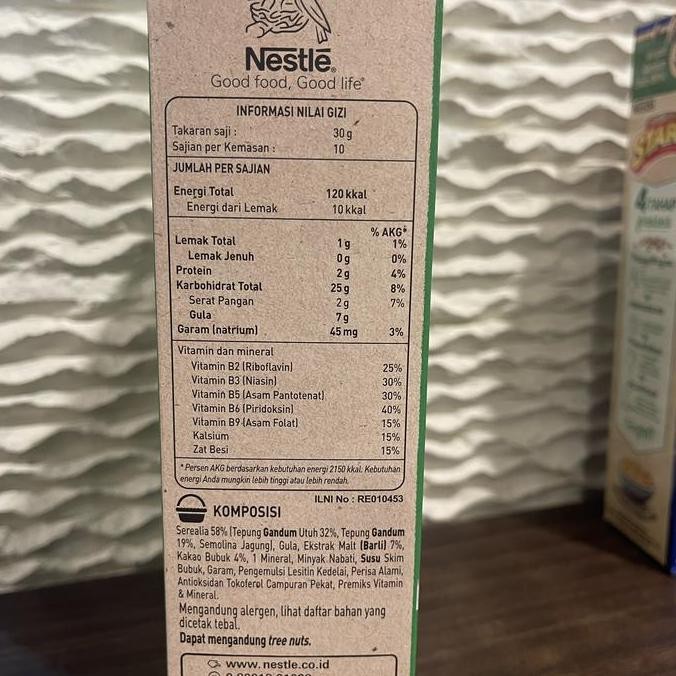 Nestlé®
Good food, Good life®
INFORMASI NILAI GIZI
Takaran saji : 30 g
Sajian per Kemasan : 10
JUMLAH PER SAJIAN
Energi Total 120 kkal
Energi dari Lemak 10 kkal
% AKG*
Lemak Total 1 g 1%
Lemak Jenuh 0 g 0%
Protein 2 g 4%
Karbohidrat Total 25 g 8%
Serat Pangan 2 g 7%
Gula 7 g
Garam (natrium) 45 mg 3%
Vitamin dan mineral
Vitamin B2 (Riboflavin) 25%
Vitamin B3 (Niasin) 30%
Vitamin B5 (Asam Pantotenat) 30%
Vitamin B6 (Piridoksin) 40%
Vitamin B9 (Asam Folat) 15%
Kalsium 15%
Zat Besi 15%
*Persen AKG berdasarkan kebutuhan energi 2150 kkal. Kebutuhan
energi Anda mungkin lebih tinggi atau lebih rendah.
ILNI No : RE010453
KOMPOSISI
Serealia 58% (Tepung Gandum Utuh 32%, Tepung Gandum
19%, Semolina Jagung), Gula, Ekstrak Malt (Barli) 7%,
Kakao Bubuk 4%, 1 Mineral, Minyak Nabati, Susu Skim
Bubuk, Garam, Pengemulsi Lesitin Kedelai, Perisa Alami,
Antioksidan Tokoferol Campuran Pekat, Premiks Vitamin
& Mineral.
Mengandung alergen, lihat daftar bahan yang
dicetak tebal.
Dapat mengandung tree nuts.
www.nestle.co.id
STAR
4 TAHAP